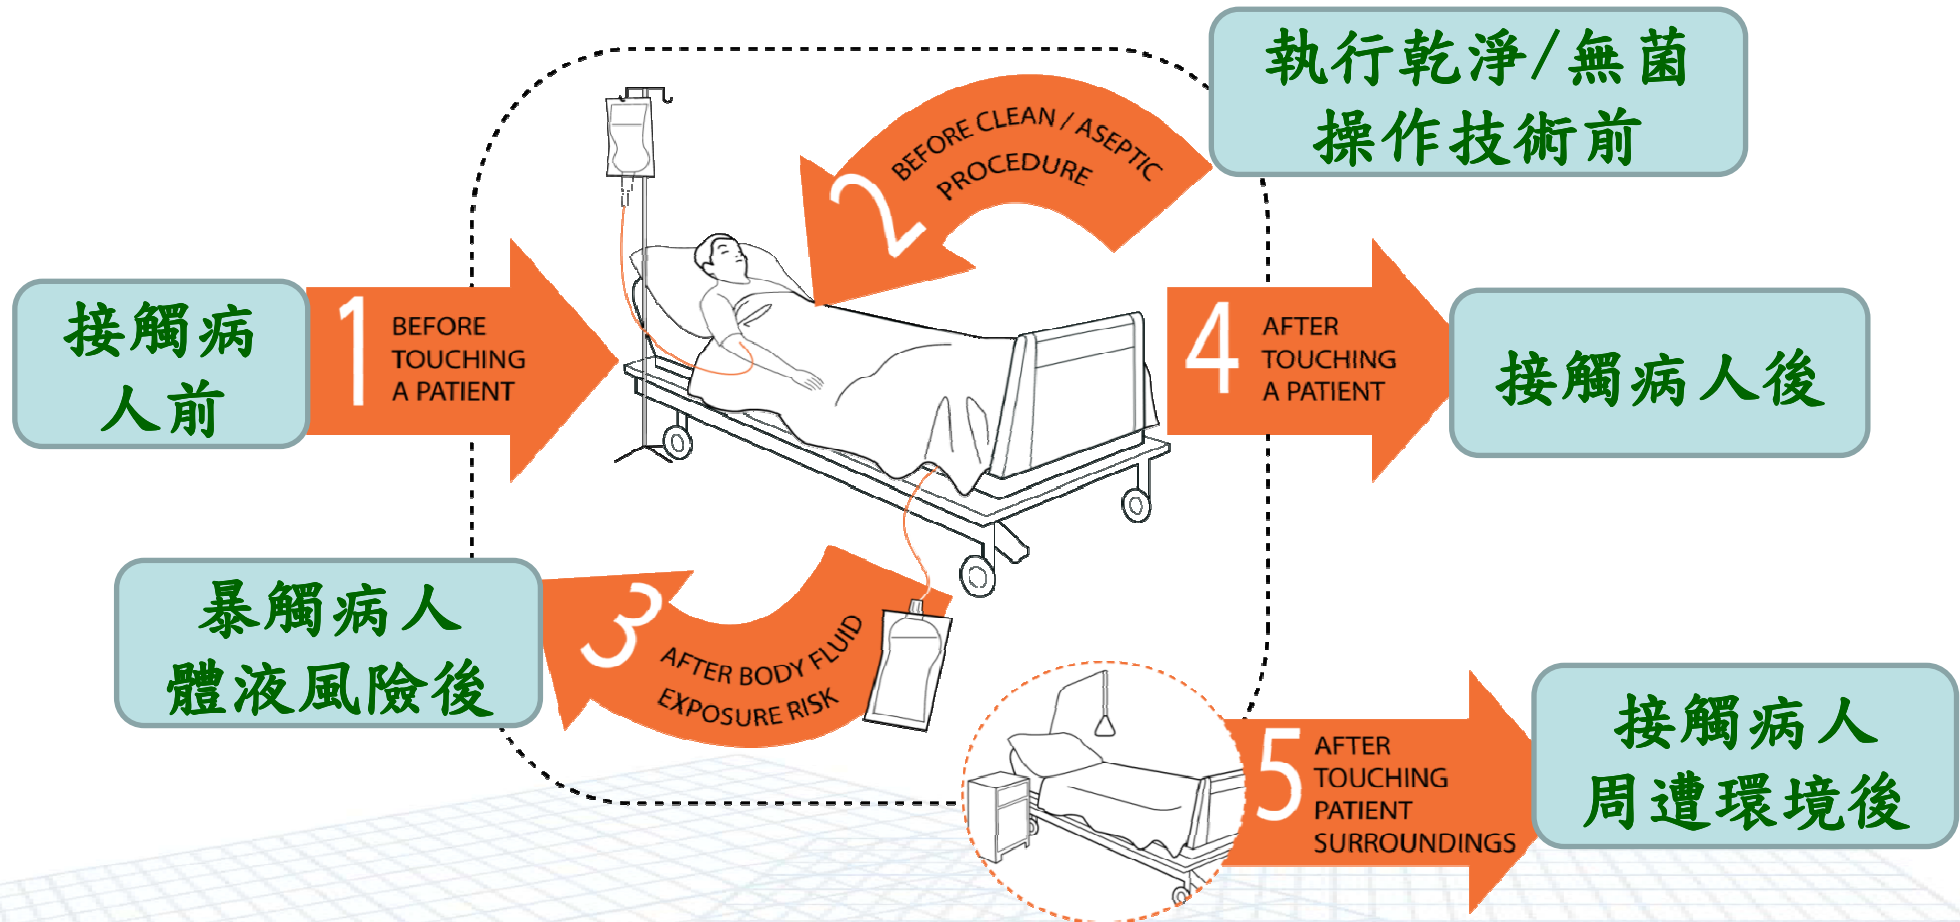 執行乾淨/無菌
操作技術前
2
BEFORE CLEAN / ASEPTIC
PROCEDURE
接觸病
人前
1
BEFORE
TOUCHING
A PATIENT
4
AFTER
TOUCHING
A PATIENT
接觸病人後
暴觸病人
體液風險後
3
AFTER BODY FLUID
EXPOSURE RISK
5
AFTER
TOUCHING
PATIENT
SURROUNDINGS
接觸病人
周遭環境後